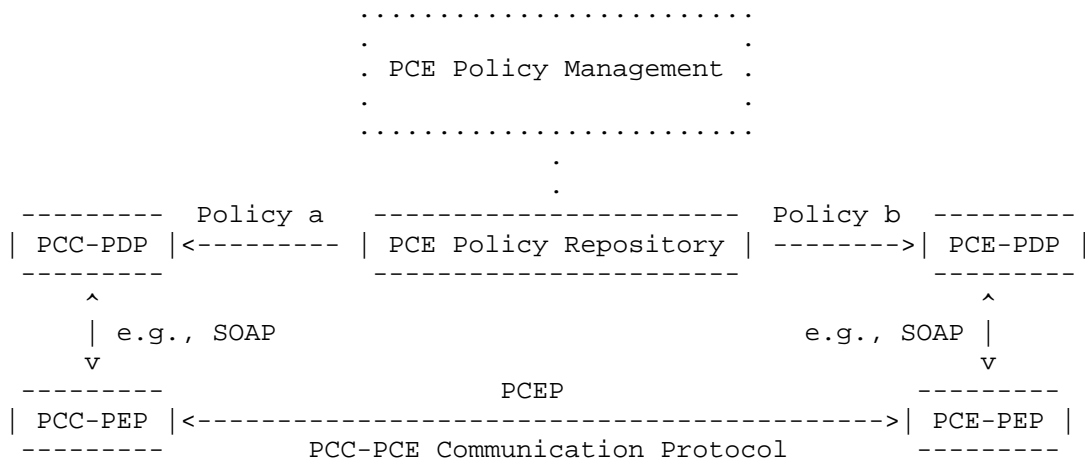 PCE Policy Management
Policy a Policy b
PCC-PDP PCE Policy Repository PCE-PDP
e.g., SOAP e.g., SOAP
PCEP
PCC-PEP PCE-PEP
PCC-PCE Communication Protocol